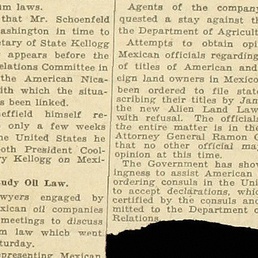 um laws.
that Mr. Schoenfeld
ashington in time to
etary of State Kellogg
appears before the
elations Committee in
the American Nica-
ith which the situa-
s been linked.
effield himself re-
only a few weeks
he United States he
oth President Cool-
ry Kellogg on Mexi-
udy Oil Law.
wyers engaged by
xican oil companies
meetings to discuss
m law which went
turday.
epresenting Mexican
Agents of the company
quested a stay against th
the Department of Agricult
Attempts to obtain opi
Mexican officials regarding
of titles of American and
eign land owners in Mexico
been ordered to file state
scribing their titles by Jan
the new Alien Land Law
with refusal. The official
the entire matter is in the
Attorney General Ramon C
that no other official may
opinion at this time.
The Government has show
ingness to assist American
ordering consuls in the Uni
to accept declarations, whic
certified by the consuls and
mitted to the Department o
Relations